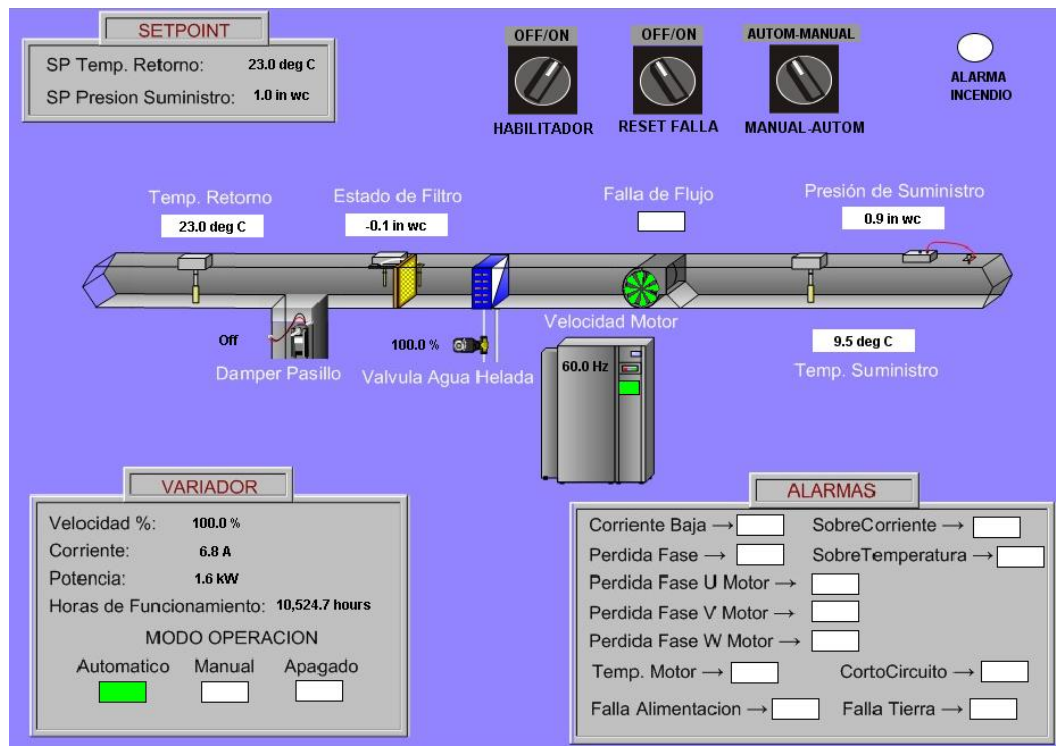 SETPOINT
SP Temp. Retorno: 23.0 deg C
SP Presion Suministro: 1.0 in wc
OFF/ON
HABILITADOR
OFF/ON
RESET FALLA
AUTOM-MANUAL
MANUAL-AUTOM
ALARMA
INCENDIO
Temp. Retorno
23.0 deg C
Estado de Filtro
-0.1 in wc
Falla de Flujo
Presión de Suministro
0.9 in wc
Off
Damper Pasillo
100.0 %
Valvula Agua Helada
Velocidad Motor
60.0 Hz
9.5 deg C
Temp. Suministro
VARIADOR
Velocidad %: 100.0 %
Corriente: 6.8 A
Potencia: 1.6 kW
Horas de Funcionamiento: 10,524.7 hours
MODO OPERACION
Automatico Manual Apagado
ALARMAS
Corriente Baja → SobreCorriente →
Perdida Fase → SobreTemperatura →
Perdida Fase U Motor →
Perdida Fase V Motor →
Perdida Fase W Motor →
Temp. Motor → CortoCircuito →
Falla Alimentacion → Falla Tierra →